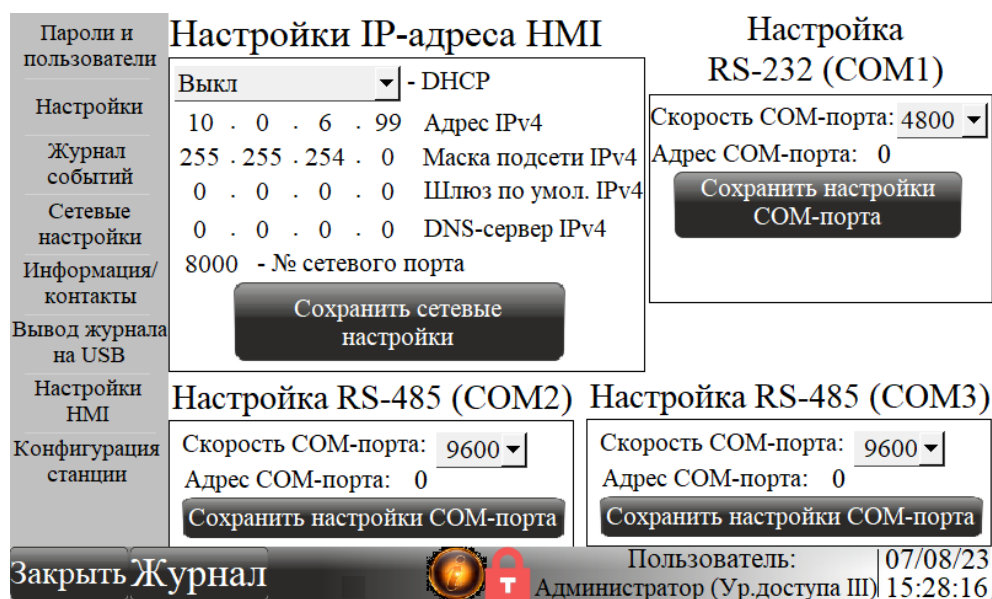 Пароли и
пользователи
Настройки
Журнал
событий
Сетевые
настройки
Информация/
контакты
Вывод журнала
на USB
Настройки
HMI
Конфигурация
станции
Настройки IP-адреса HMI
Выкл - DHCP
10 . 0 . 6 . 99 Адрес IPv4
255 . 255 . 254 . 0 Маска подсети IPv4
0 . 0 . 0 . 0 Шлюз по умол. IPv4
0 . 0 . 0 . 0 DNS-сервер IPv4
8000 - № сетевого порта
Сохранить сетевые
настройки
Настройка
RS-232 (COM1)
Скорость COM-порта: 4800
Адрес COM-порта: 0
Сохранить настройки
COM-порта
Настройка RS-485 (COM2)
Скорость COM-порта: 9600
Адрес COM-порта: 0
Сохранить настройки COM-порта
Настройка RS-485 (COM3)
Скорость COM-порта: 9600
Адрес COM-порта: 0
Сохранить настройки COM-порта
Закрыть Журнал
Т
Пользователь:
Администратор (Ур.доступа III)
07/08/23
15:28:16